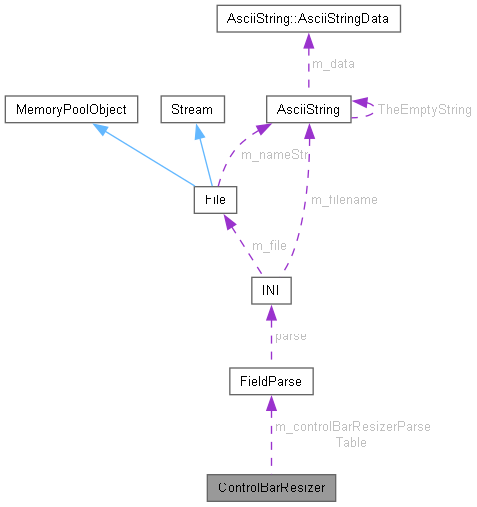 AsciiString::AsciiStringData
m_data
MemoryPoolObject
Stream
AsciiString
TheEmptyString
m_nameStr
File
m_filename
m_file
INI
parse
FieldParse
m_controlBarResizerParse
Table
ControlBarResizer